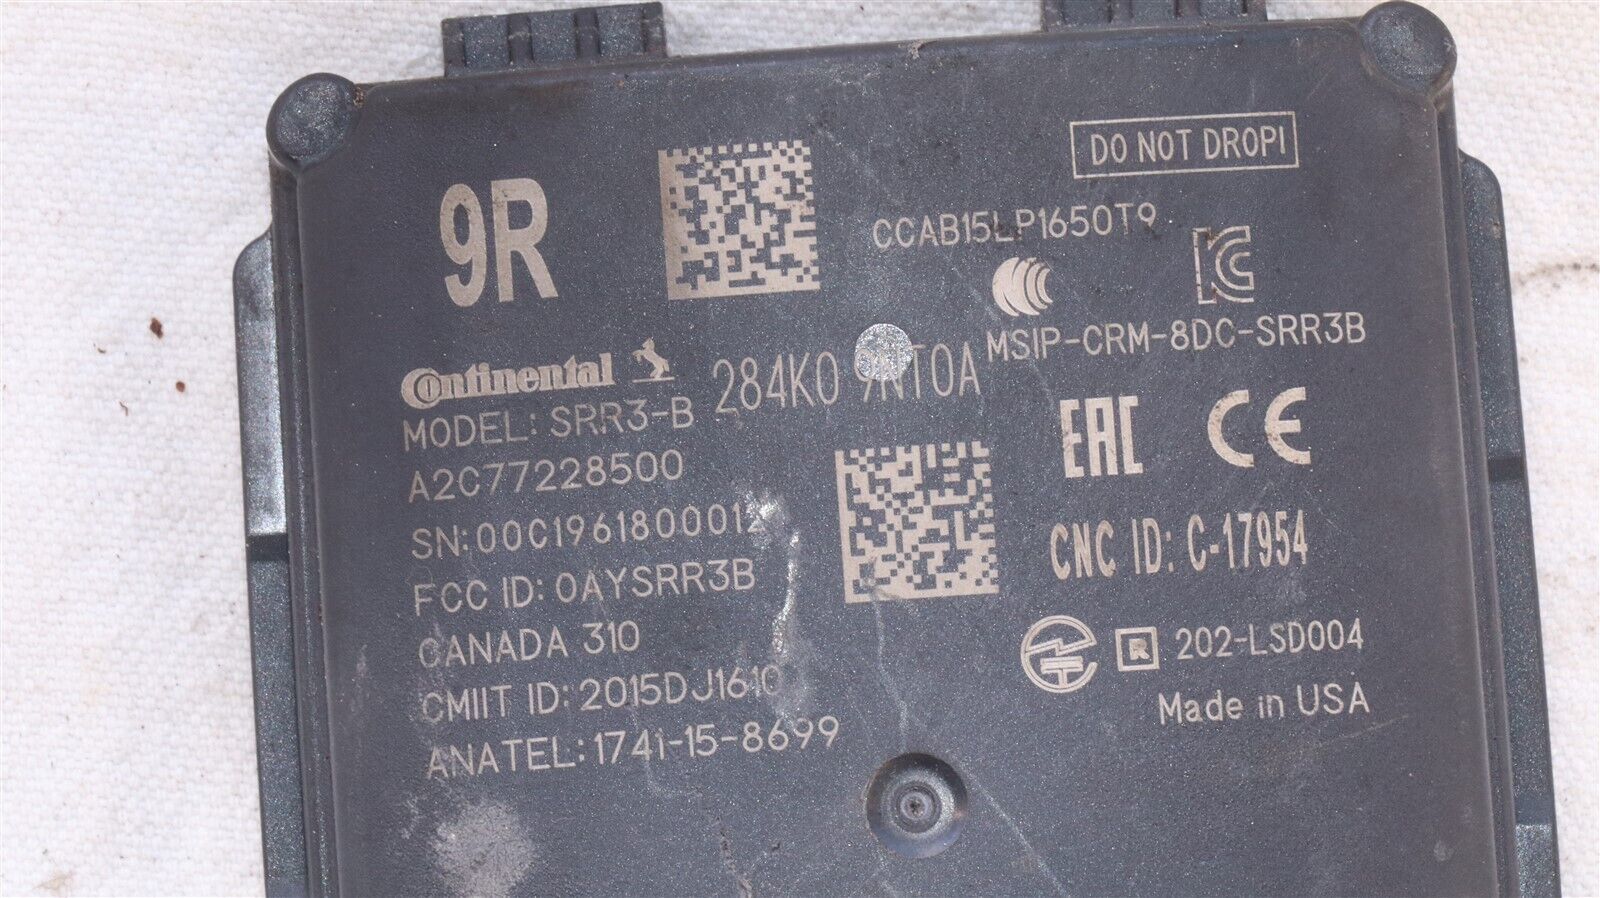 DO NOT DROP!
9R
CCAB15LP1650T9
MSIP-CRM-8DC-SRR3B
Continental
284K0 9NT0A
MODEL: SRR3-B
A2C77228500
EAC CE
SN:
FCC ID: OAYSRR3B
CNC ID: C-17954
CANADA 310
R 202-LSD004
CMIIT ID: 2015DJ1610
Made in USA
ANATEL: 1741-15-8699